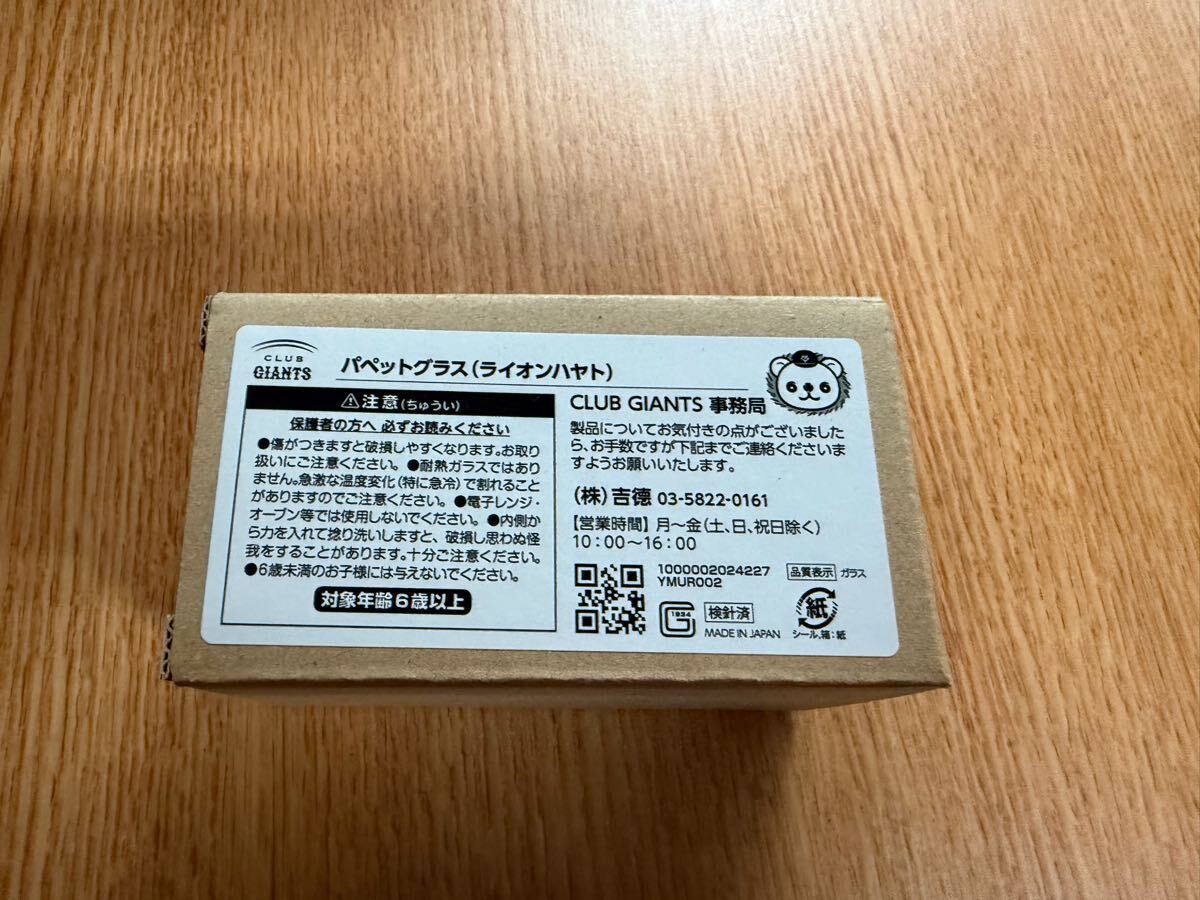 CLUB
GIANTS
パペットグラス(ライオンハヤト)
⚠注意(ちゅうい)
保護者の方へ 必ずお読みください
●傷がつきますと破損しやすくなります。お取り
扱いにご注意ください。 ●耐熱ガラスではあり
ません。急激な温度変化(特に急冷)で割れること
がありますのでご注意ください。 ●電子レンジ・
オーブン等では使用しないでください。 ●内側か
ら力を入れて捻り洗いしますと、破損し思わぬ怪
我をすることがあります。十分ご注意ください。
●6歳未満のお子様には与えないでください。
対象年齢6歳以上
CLUB GIANTS 事務局
製品についてお気付きの点がございました
ら、お手数ですが下記までご連絡くださいま
すようお願いいたします。
(株)吉德 03-5822-0161
【営業時間】 月〜金(土、日、祝日除く)
10:00〜16:00
1000002024227
YMUR002
品質表示 ガラス
1934
検針済
MADE IN JAPAN
紙
シール、箱:紙